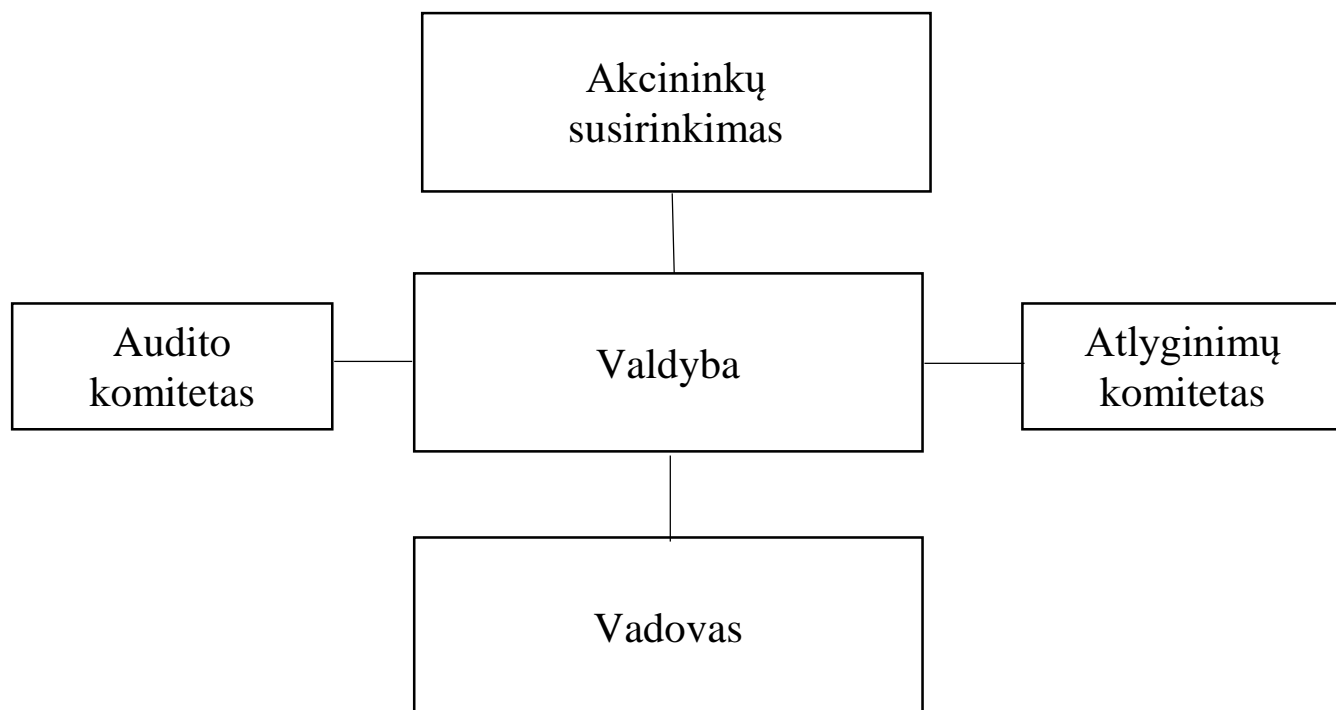 Akcininkų
susirinkimas
Audito
komitetas
Valdyba
Atlyginimų
komitetas
Vadovas